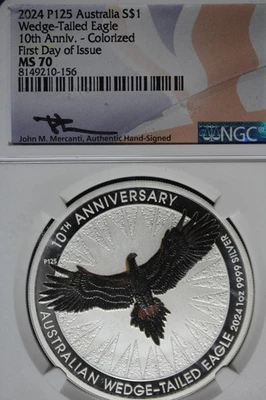 2024 P125 Australia S$1
Wedge-Tailed Eagle
10th Anniv. - Colorized
First Day of Issue
MS 70
8149210-156
John M. Mercanti, Authentic Hand-Signed
NGC
10TH ANNIVERSARY
P125
AUSTRALIAN WEDGE-TAILED EAGLE 2024 1oz 9999 SILVER